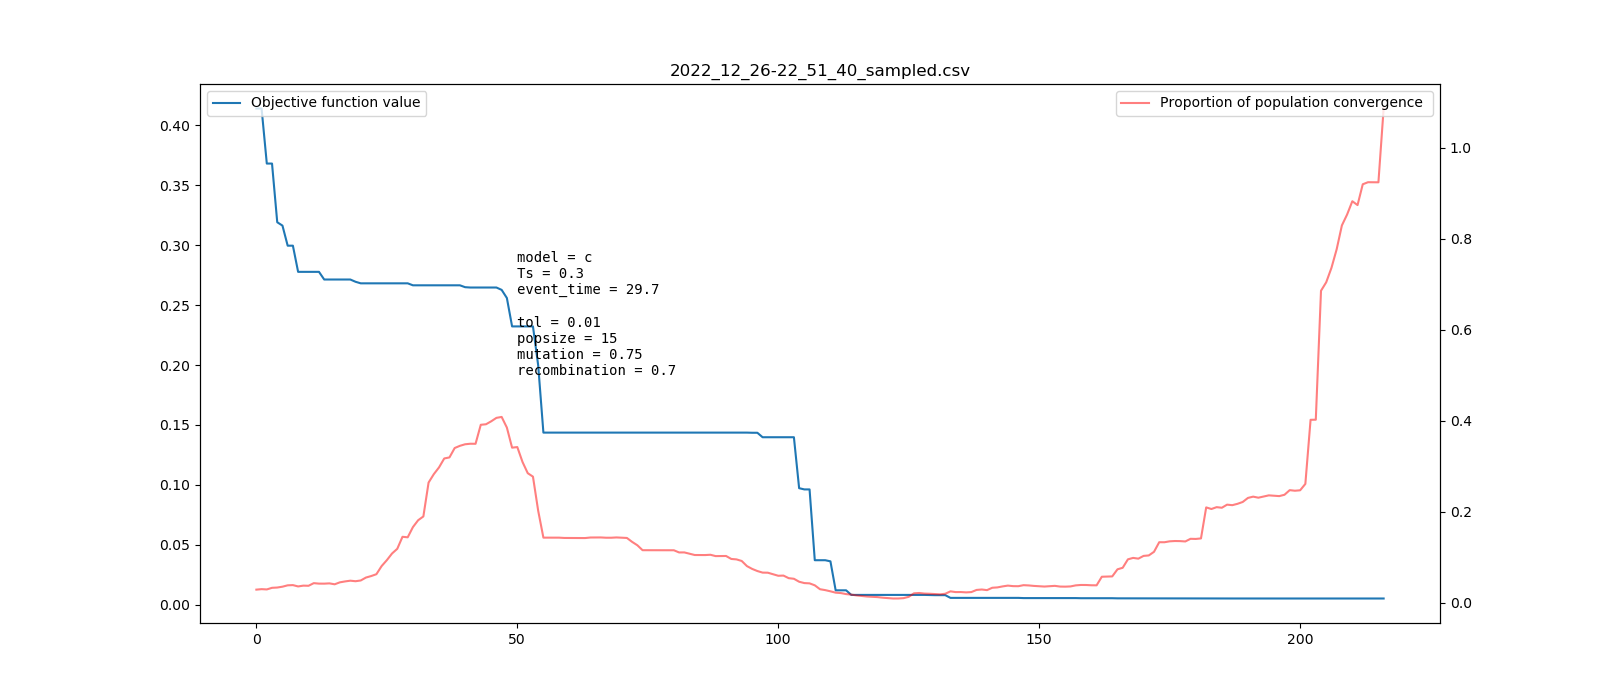 2022_12_26-22_51_40_sampled.csv
Objective function value
Proportion of population convergence
0.40
0.35
0.30
0.25
0.20
0.15
0.10
0.05
0.00
model = c
Ts = 0.3
event_time = 29.7
tol = 0.01
popsize = 15
mutation = 0.75
recombination = 0.7
1.0
0.8
0.6
0.4
0.2
0.0
0
50
100
150
200